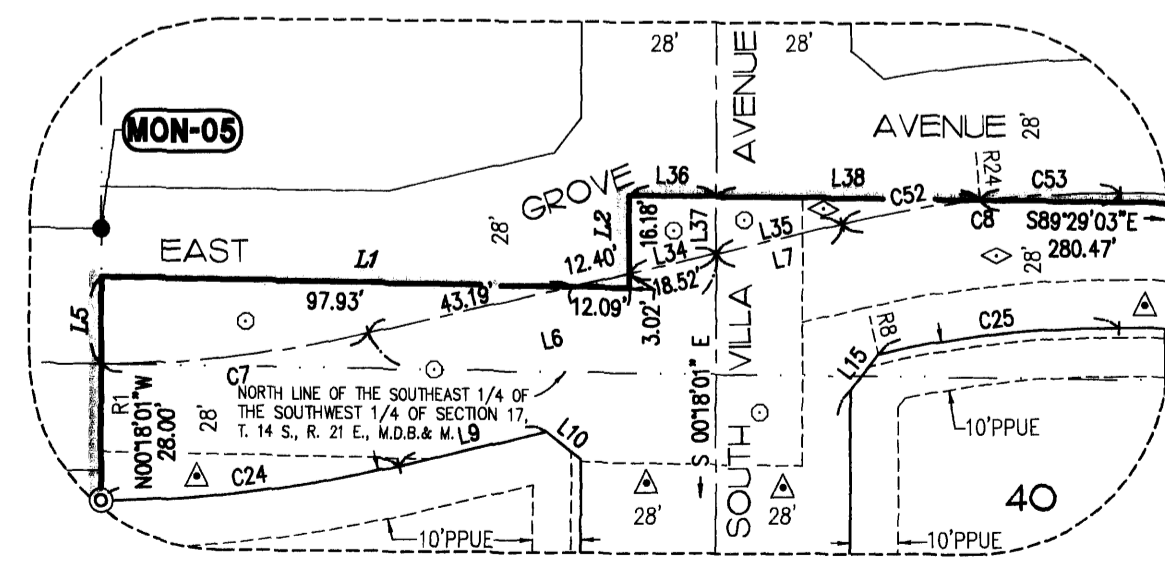 28'
AVENUE
28'
MON-05
AVENUE
28'
R24
L36
L38
C52
C53
GROVE
28'
L2
16.18'
L37
C8
S89°29'03"E
280.47'
EAST
L1
12.40'
L34
L35
L7
28'
97.93'
43.19'
12.09'
18.52'
3.02'
L5
L6
VILLA
R8
C25
C7
NORTH LINE OF THE SOUTHEAST 1/4 OF
THE SOUTHWEST 1/4 OF SECTION 17,
T. 14 S., R. 21 E., M.D.B.& M.
R1
N00°18'01"W
28.00'
28'
L9
L10
S 00°18'01" E
L15
10'PPUE
C24
SOUTH
28'
28'
40
10'PPUE
10'PPUE